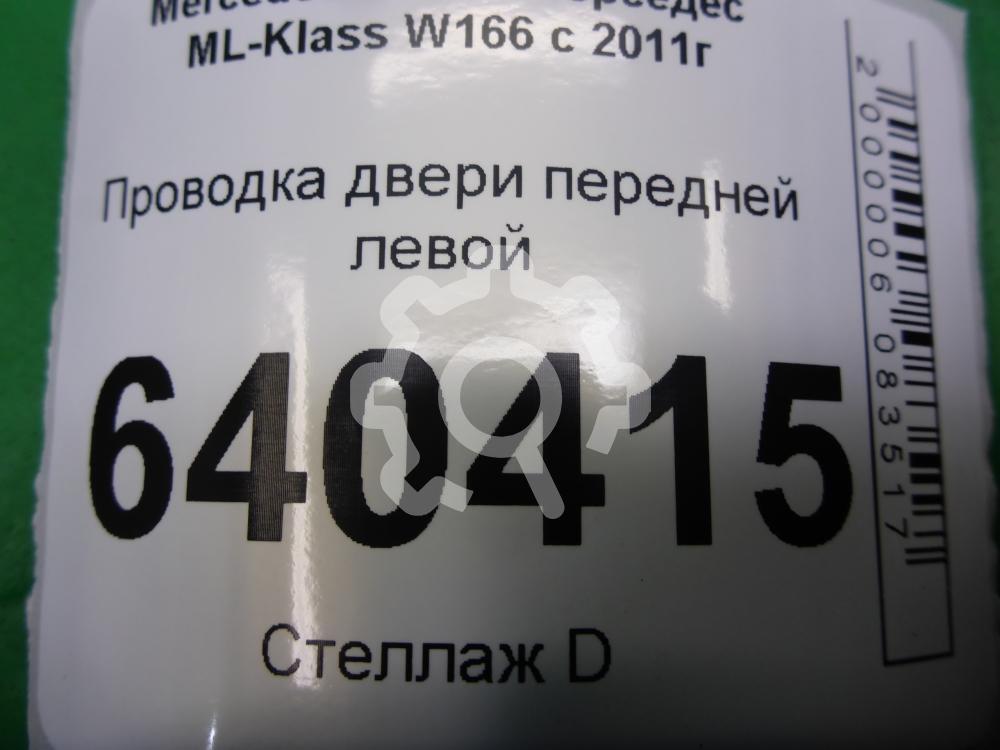 ML-Klass W166 с 2011г
Проводка двери передней
левой
640415
Стеллаж D
2000006083517